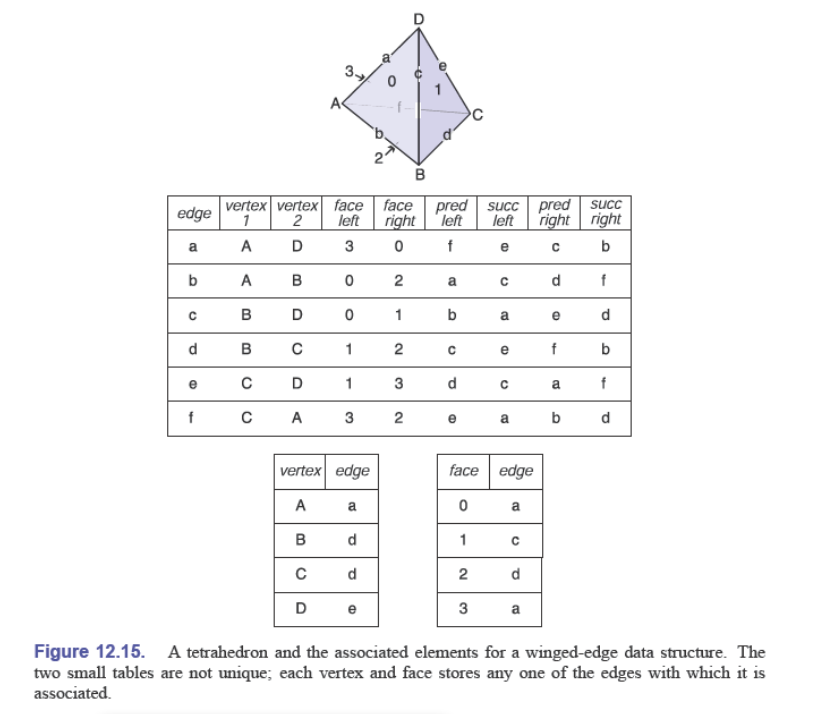 D
a
e
3
c
0
1
A
f
C
b
d
2
B
edge vertex 1 vertex 2 face left face right pred left succ left pred right succ right
a A D 3 0 f e c b
b A B 0 2 a c d f
c B D 0 1 b a e d
d B C 1 2 c e f b
e C D 1 3 d c a f
f C A 3 2 e a b d
vertex edge
A a
B d
C d
D e
face edge
0 a
1 c
2 d
3 a
Figure 12.15. A tetrahedron and the associated elements for a winged-edge data structure. The
two small tables are not unique; each vertex and face stores any one of the edges with which it is
associated.